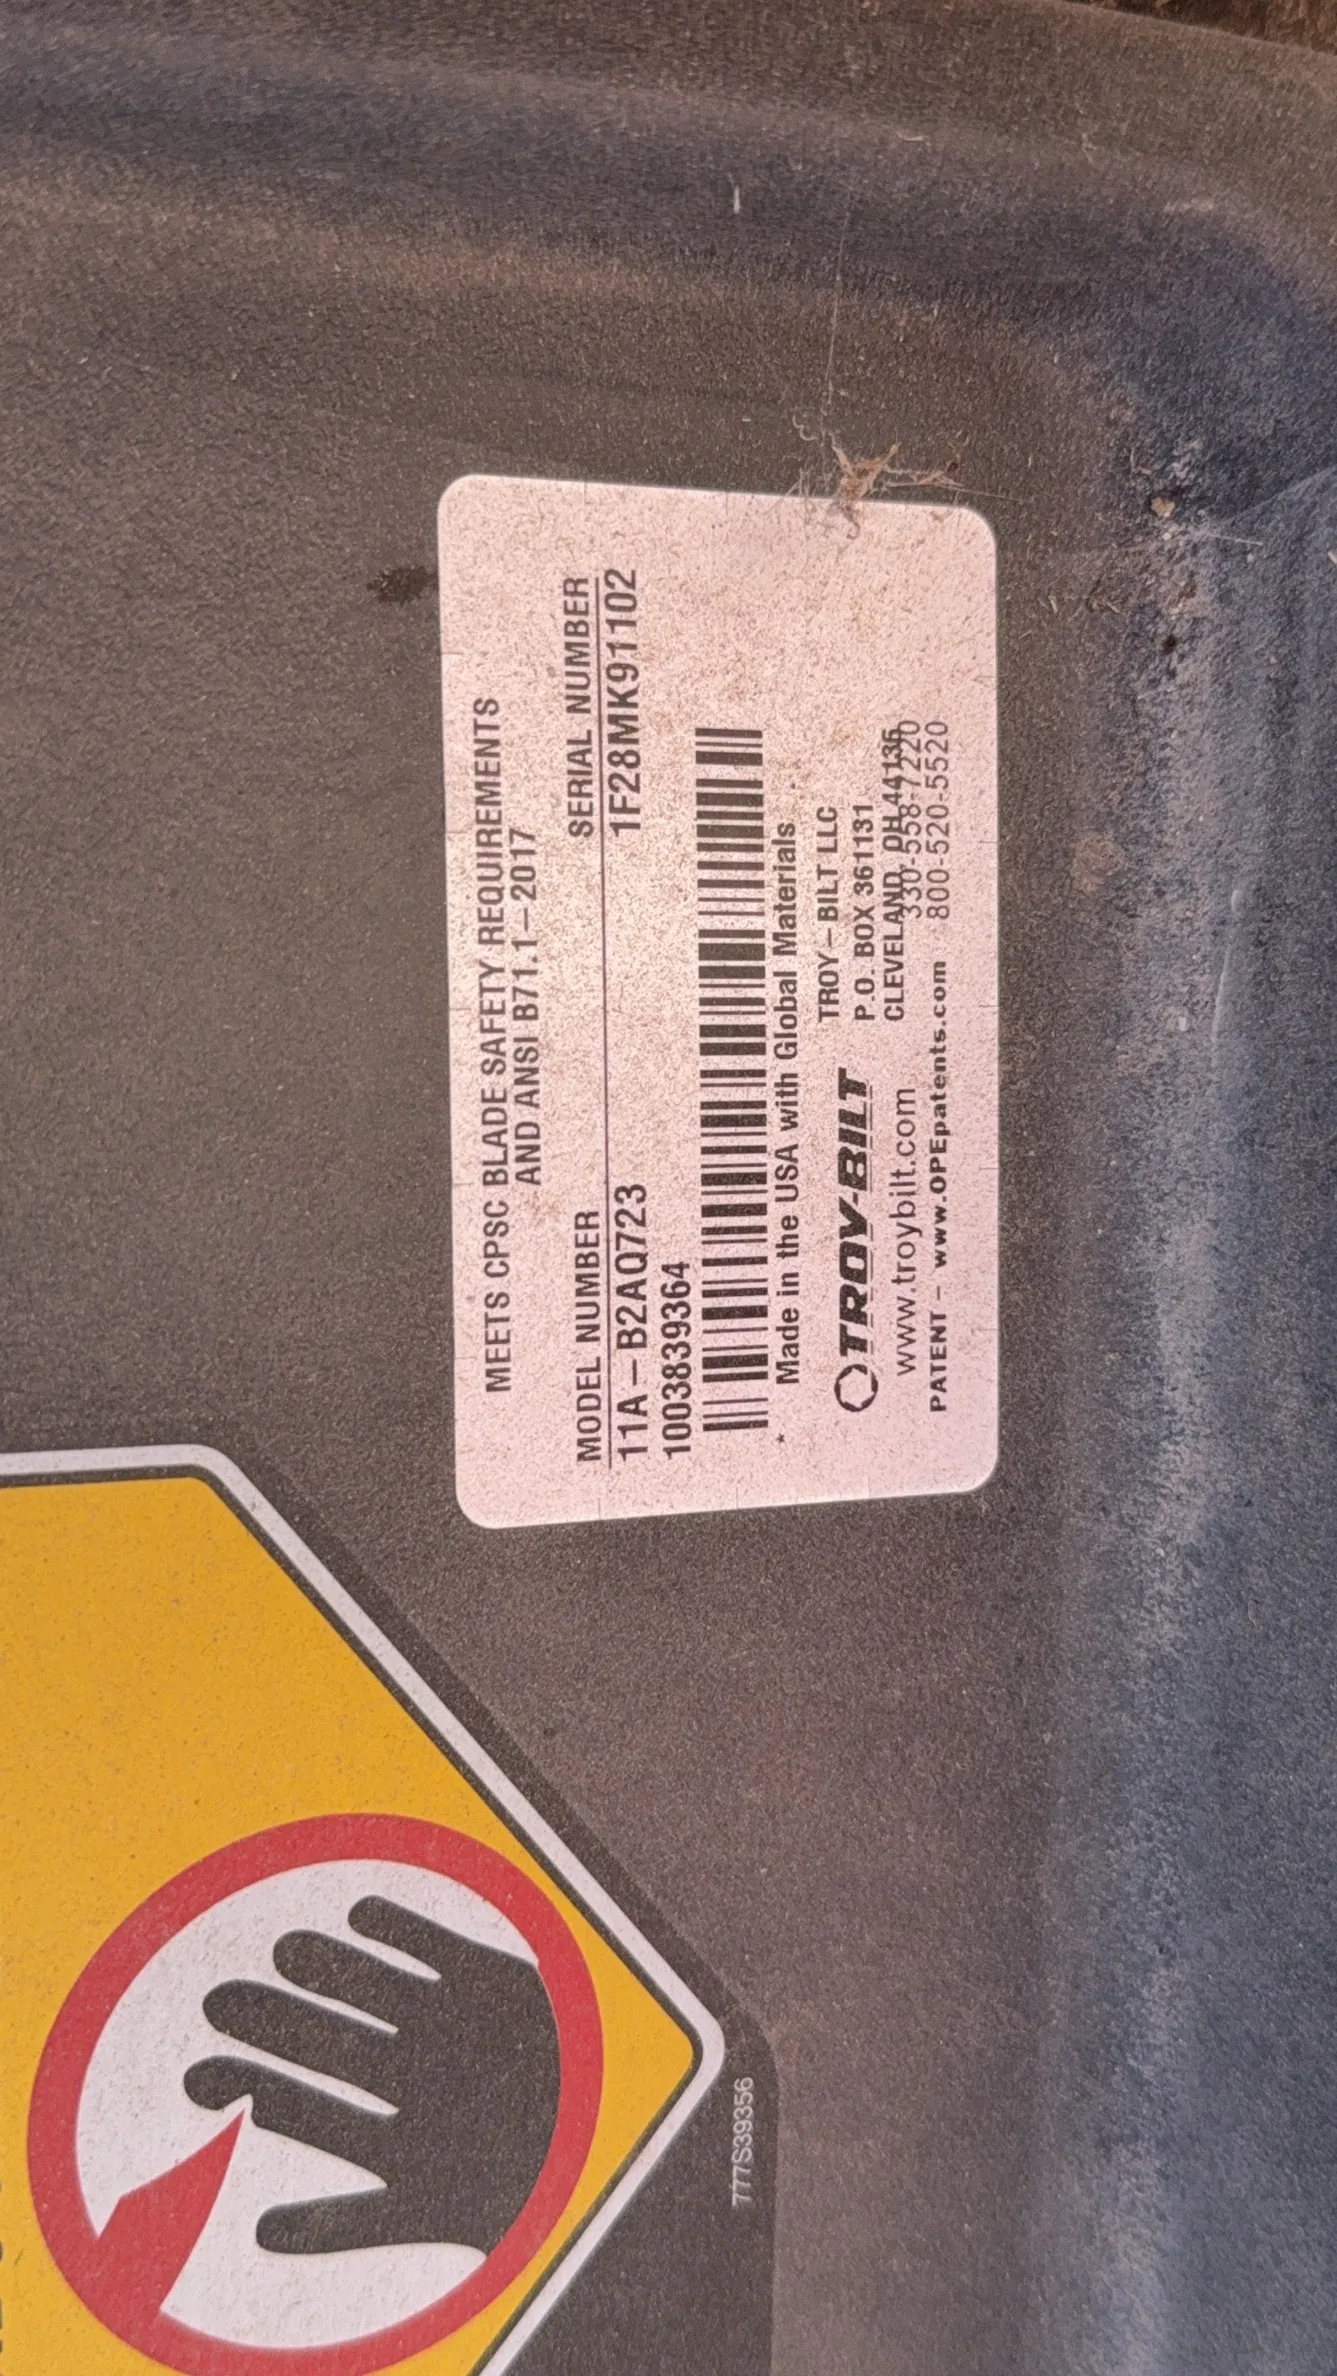 MEETS CPSC BLADE SAFETY REQUIREMENTS
AND ANSI B71.1–2017
MODEL NUMBER SERIAL NUMBER
11A–B2AQ723 1F28MK91102
1003839364
* Made in the USA with Global Materials
TROY-BILT
TROY–BILT LLC
P.O. BOX 361131
CLEVELAND, OH 44136
330-558-7220
800-520-5520
www.troybilt.com
PATENT – www.OPEpatents.com
777S39356